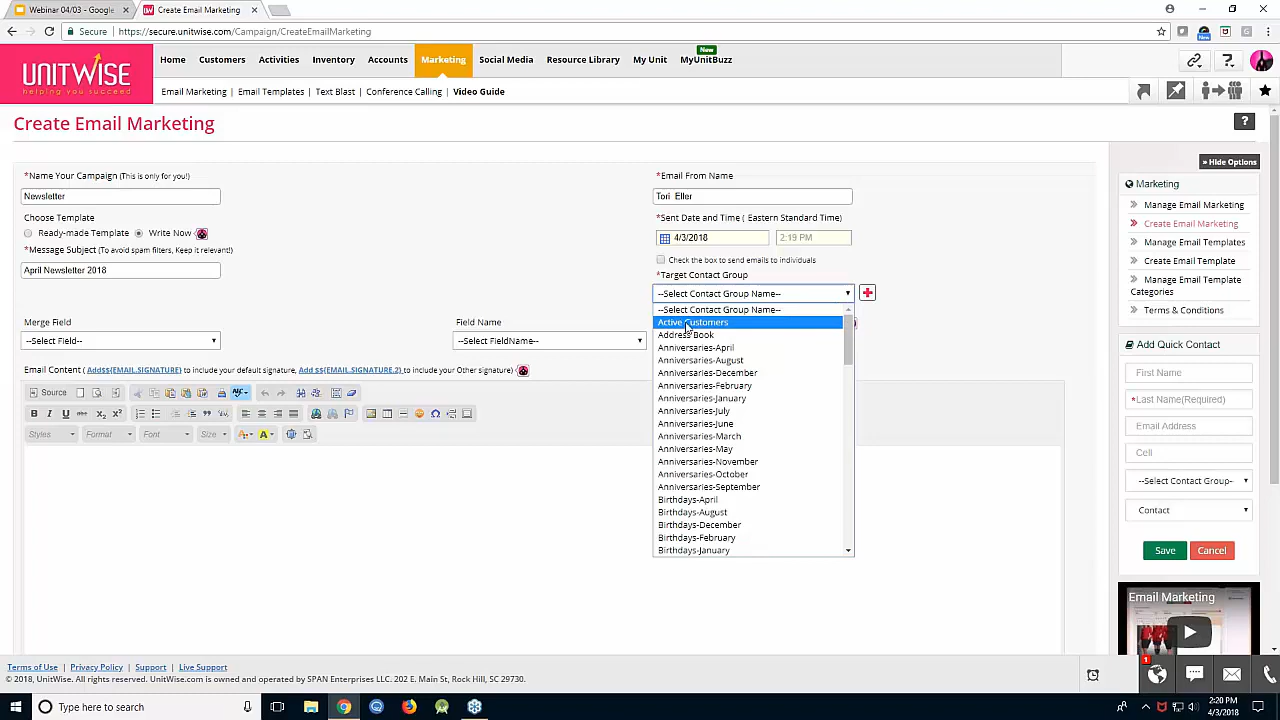 Webinar 04/03 - Google
Create Email Marketing
Secure
https://secure.unitwise.com/Campaign/CreateEmailMarketing
UNITWISE
helping you succeed
Home
Customers
Activities
Inventory
Accounts
Marketing
Social Media
Resource Library
My Unit
New
MyUnitBuzz
Email Marketing | Email Templates | Text Blast | Conference Calling | Video Guide
Create Email Marketing
?
» Hide Options
*Name Your Campaign (This is only for you!)
Newsletter
Choose Template
Ready-made Template
Write Now
*Message Subject (To avoid spam filters, Keep it relevant!)
April Newsletter 2018
*Email From Name
Tori Eller
*Sent Date and Time ( Eastern Standard Time)
4/3/2018
2:19 PM
Check the box to send emails to individuals
*Target Contact Group
--Select Contact Group Name--
--Select Contact Group Name--
Active Customers
Address Book
Anniversaries-April
Anniversaries-August
Anniversaries-December
Anniversaries-February
Anniversaries-January
Anniversaries-July
Anniversaries-June
Anniversaries-March
Anniversaries-May
Anniversaries-November
Anniversaries-October
Anniversaries-September
Birthdays-April
Birthdays-August
Birthdays-December
Birthdays-February
Birthdays-January
Merge Field
--Select Field--
Field Name
--Select FieldName--
Email Content ( Add$${EMAIL.SIGNATURE} to include your default signature, Add $${EMAIL.SIGNATURE.2} to include your Other signature)
Source
B I U abc x₂ x²
Styles
Format
Font
Size
Marketing
Manage Email Marketing
Create Email Marketing
Manage Email Templates
Create Email Template
Manage Email Template
Categories
Terms & Conditions
Add Quick Contact
First Name
*Last Name(Required)
Email Address
Cell
--Select Contact Group-
Contact
Save
Cancel
Email Marketing
Terms of Use | Privacy Policy | Support | Live Support
© 2018, UnitWise. All rights reserved. UnitWise.com is owned and operated by SPAN Enterprises LLC. 202 E. Main St, Rock Hill, SC 29730.
1
Type here to search
2:20 PM
4/3/2018